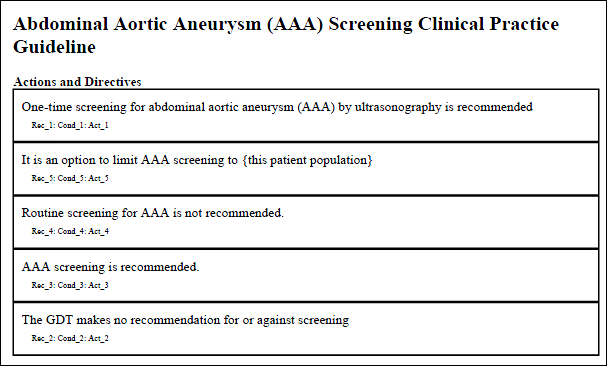 Abdominal Aortic Aneurysm (AAA) Screening Clinical Practice
Guideline
Actions and Directives
One-time screening for abdominal aortic aneurysm (AAA) by ultrasonography is recommended
Rec_1: Cond_1: Act_1
It is an option to limit AAA screening to {this patient population}
Rec_5: Cond_5: Act_5
Routine screening for AAA is not recommended.
Rec_4: Cond_4: Act_4
AAA screening is recommended.
Rec_3: Cond_3: Act_3
The GDT makes no recommendation for or against screening
Rec_2: Cond_2: Act_2